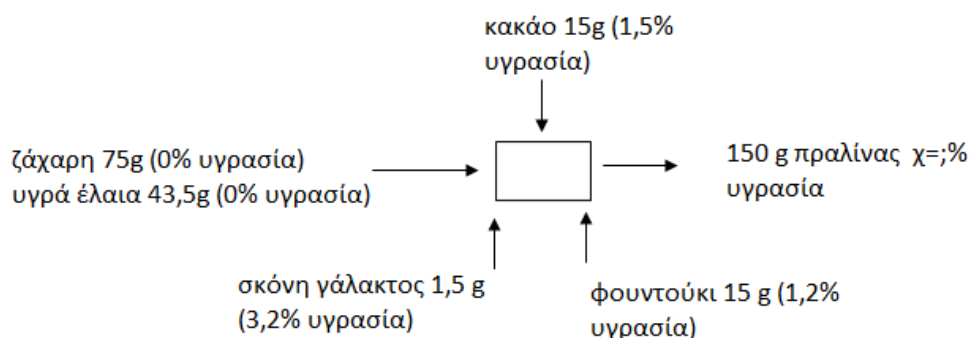 κακάο 15g (1,5%
υγρασία)
ζάχαρη 75g (0% υγρασία)
υγρά έλαια 43,5g (0% υγρασία)
150 g πραλίνας χ=;%
υγρασία
σκόνη γάλακτος 1,5 g
(3,2% υγρασία)
φουντούκι 15 g (1,2%
υγρασία)